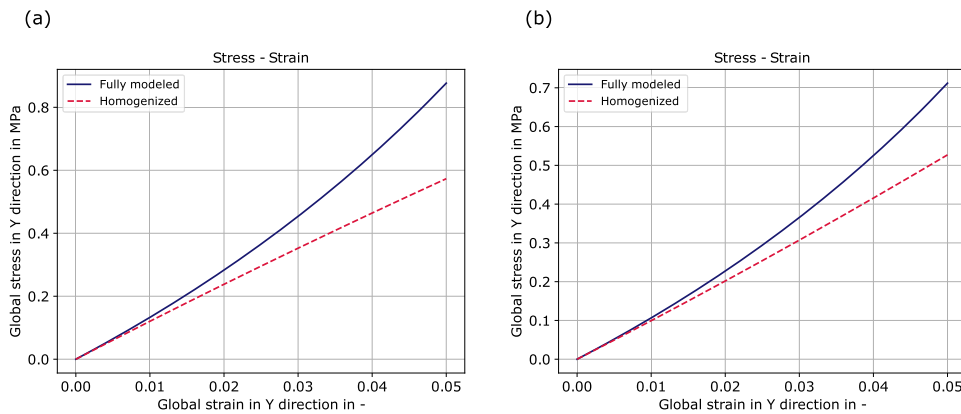 (a)
Stress - Strain
Fully modeled
Homogenized
Global stress in Y direction in MPa
0.8
0.6
0.4
0.2
0.0
0.00 0.01 0.02 0.03 0.04 0.05
Global strain in Y direction in -
(b)
Stress - Strain
Fully modeled
Homogenized
Global stress in Y direction in MPa
0.7
0.6
0.5
0.4
0.3
0.2
0.1
0.0
0.00 0.01 0.02 0.03 0.04 0.05
Global strain in Y direction in -